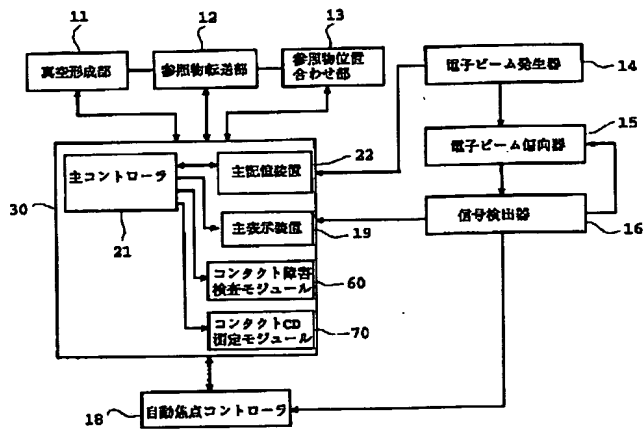 11
12
13
真空形成部
参照物転送部
参照物位置
合わせ部
電子ビーム発生器
14
15
電子ビーム偏向器
22
主コントローラ
主記憶装置
30
信号検出器
16
21
主表示装置
19
コンタクト障害
検査モジュール
60
コンタクトCD
測定モジュール
70
18
自動焦点コントローラ